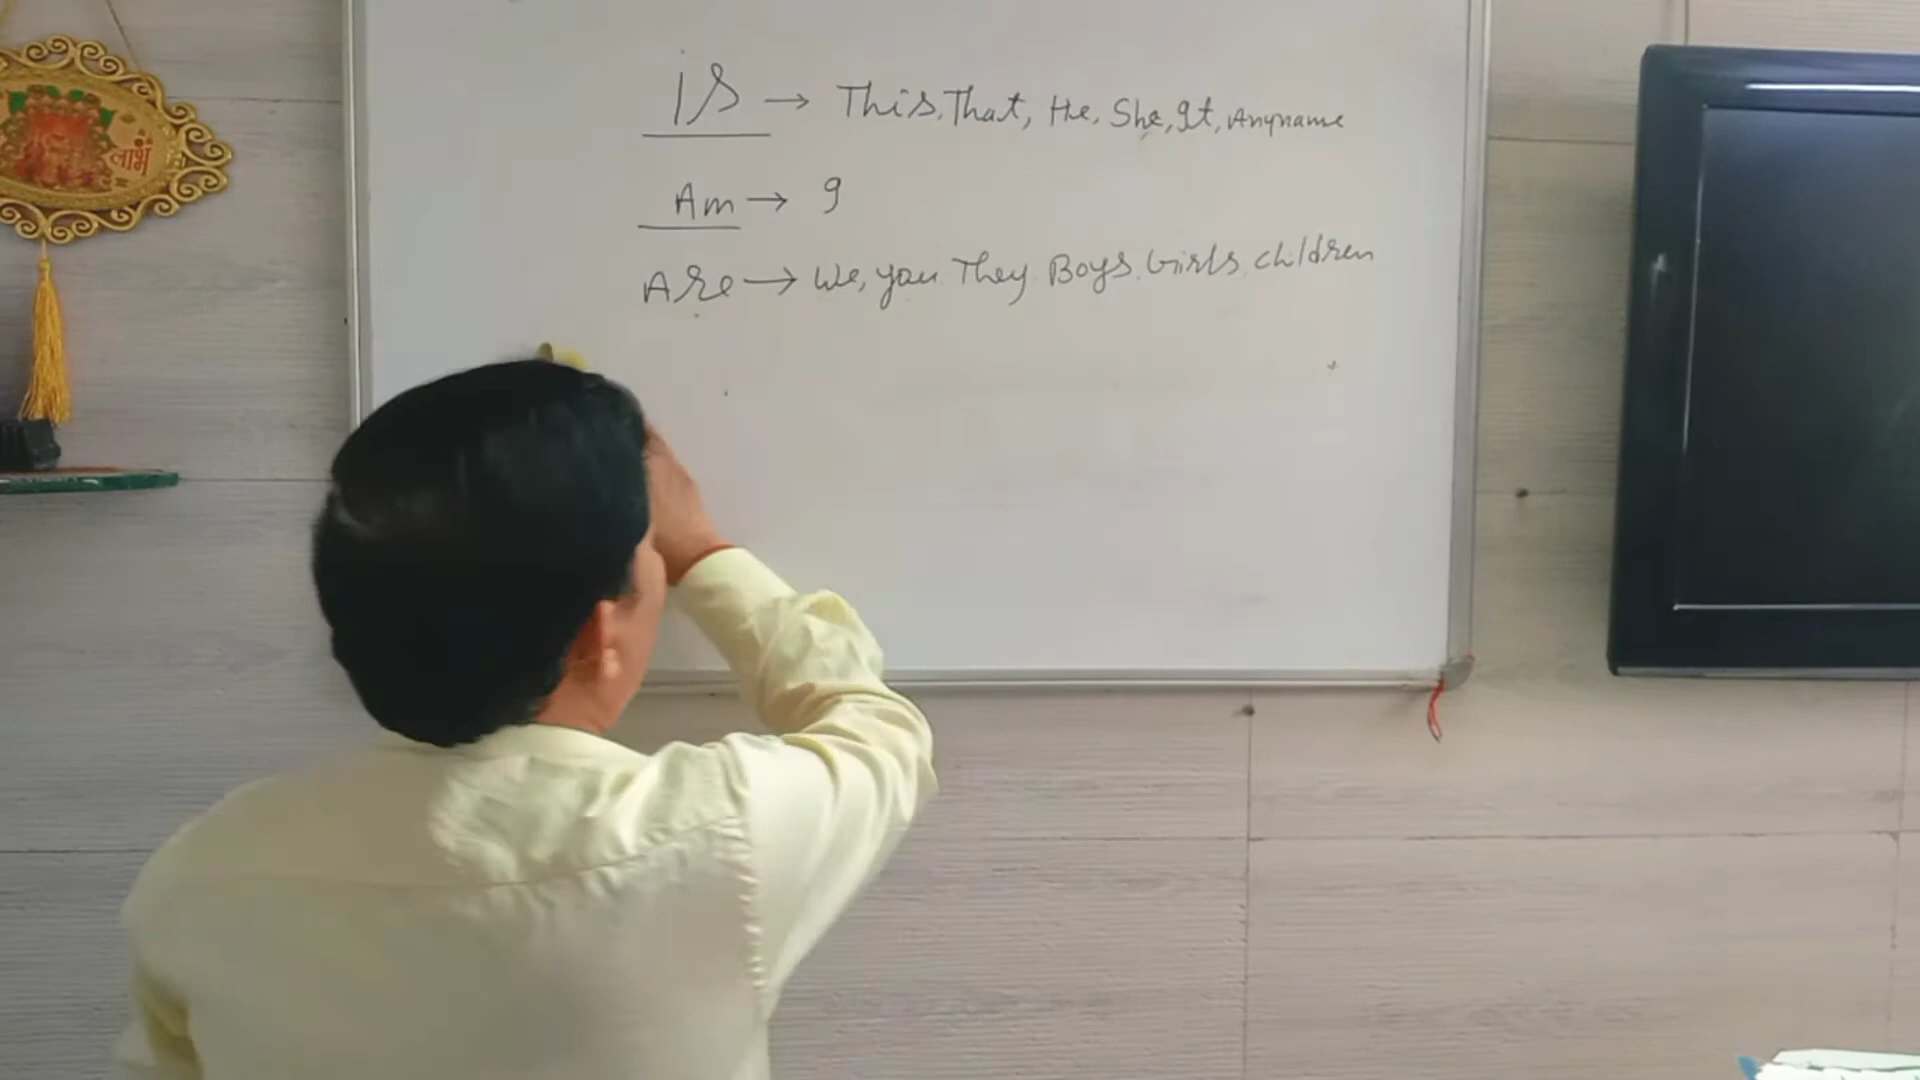 लाभ
is → This, That, He, She, It, Anyname
Am → I
Are → We, you They Boys, Girls, children